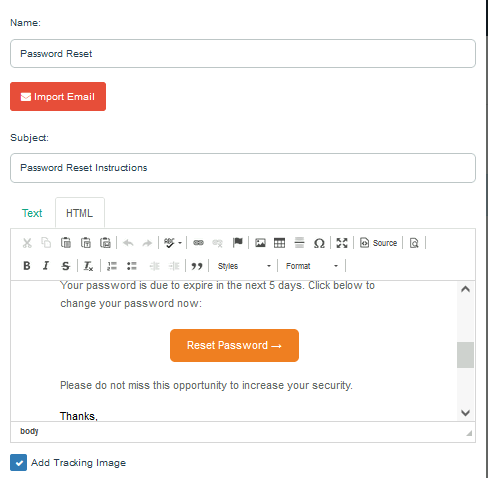 Name:
Password Reset
Import Email
Subject:
Password Reset Instructions
Text HTML
ABC Ω Source
B I S Tx Styles Format
Your password is due to expire in the next 5 days. Click below to
change your password now:
Reset Password →
Please do not miss this opportunity to increase your security.
Thanks,
body
Add Tracking Image